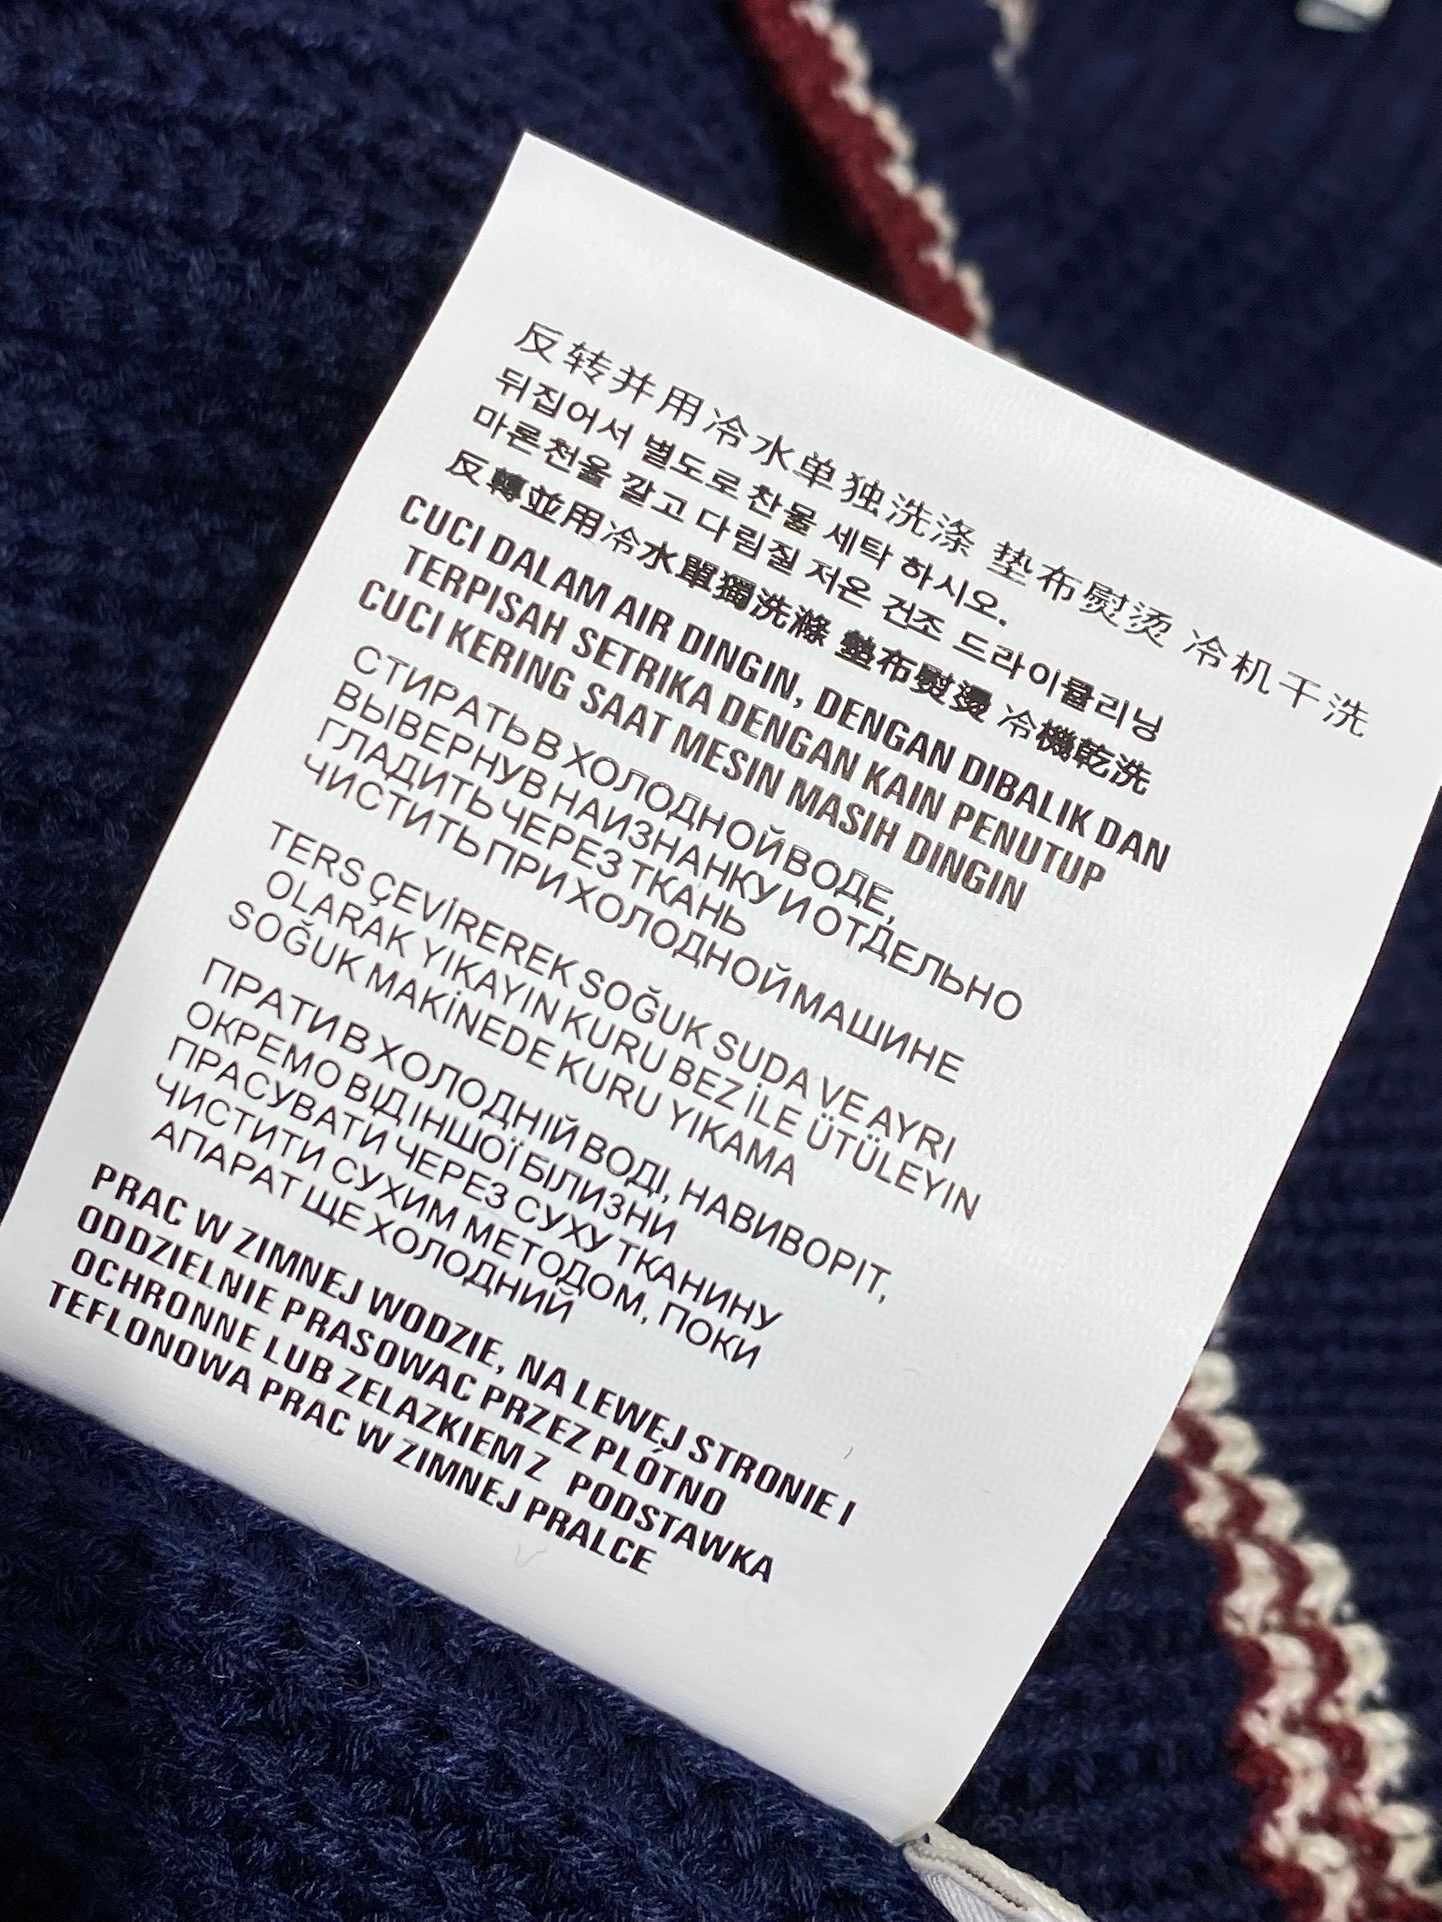 反转并用冷水单独洗涤 垫布熨烫 冷机干洗
뒤집어서 별도로 찬물 세탁 하시오.
마른천울 깔고 다림질 저온 건조 드라이클리닝
反轉並用冷水單獨洗滌 墊布熨燙 冷機乾洗
CUCI DALAM AIR DINGIN, DENGAN DIBALIK DAN
TERPISAH SETRIKA DENGAN KAIN PENUTUP
CUCI KERING SAAT MESIN MASIH DINGIN
СТИРАТЬ В ХОЛОДНОЙ ВОДЕ,
ВЫВЕРНУВ НАИЗНАНКУ И ОТДЕЛЬНО
ГЛАДИТЬ ЧЕРЕЗ ТКАНЬ
ЧИСТИТЬ ПРИ ХОЛОДНОЙ МАШИНЕ
TERS ÇEVİREREK SOĞUK SUDA VE AYRI
OLARAK YIKAYIN KURU BEZ İLE ÜTÜLEYIN
SOĞUK MAKİNEDE KURU YIKAMA
ПРАТИ В ХОЛОДНІЙ ВОДІ, НАВИВОРІТ,
ОКРЕМО ВІД ІНШОЇ БІЛИЗНИ
ПРАСУВАТИ ЧЕРЕЗ СУХУ ТКАНИНУ
ЧИСТИТИ СУХИМ МЕТОДОМ, ПОКИ
АПАРАТ ЩЕ ХОЛОДНИЙ
PRAC W ZIMNEJ WODZIE, NA LEWEJ STRONIE I
ODDZIELNIE PRASOWAC PRZEZ PLÓTNO
OCHRONNE LUB ZELAZKIEM Z PODSTAWKA
TEFLONOWA PRAC W ZIMNEJ PRALCE